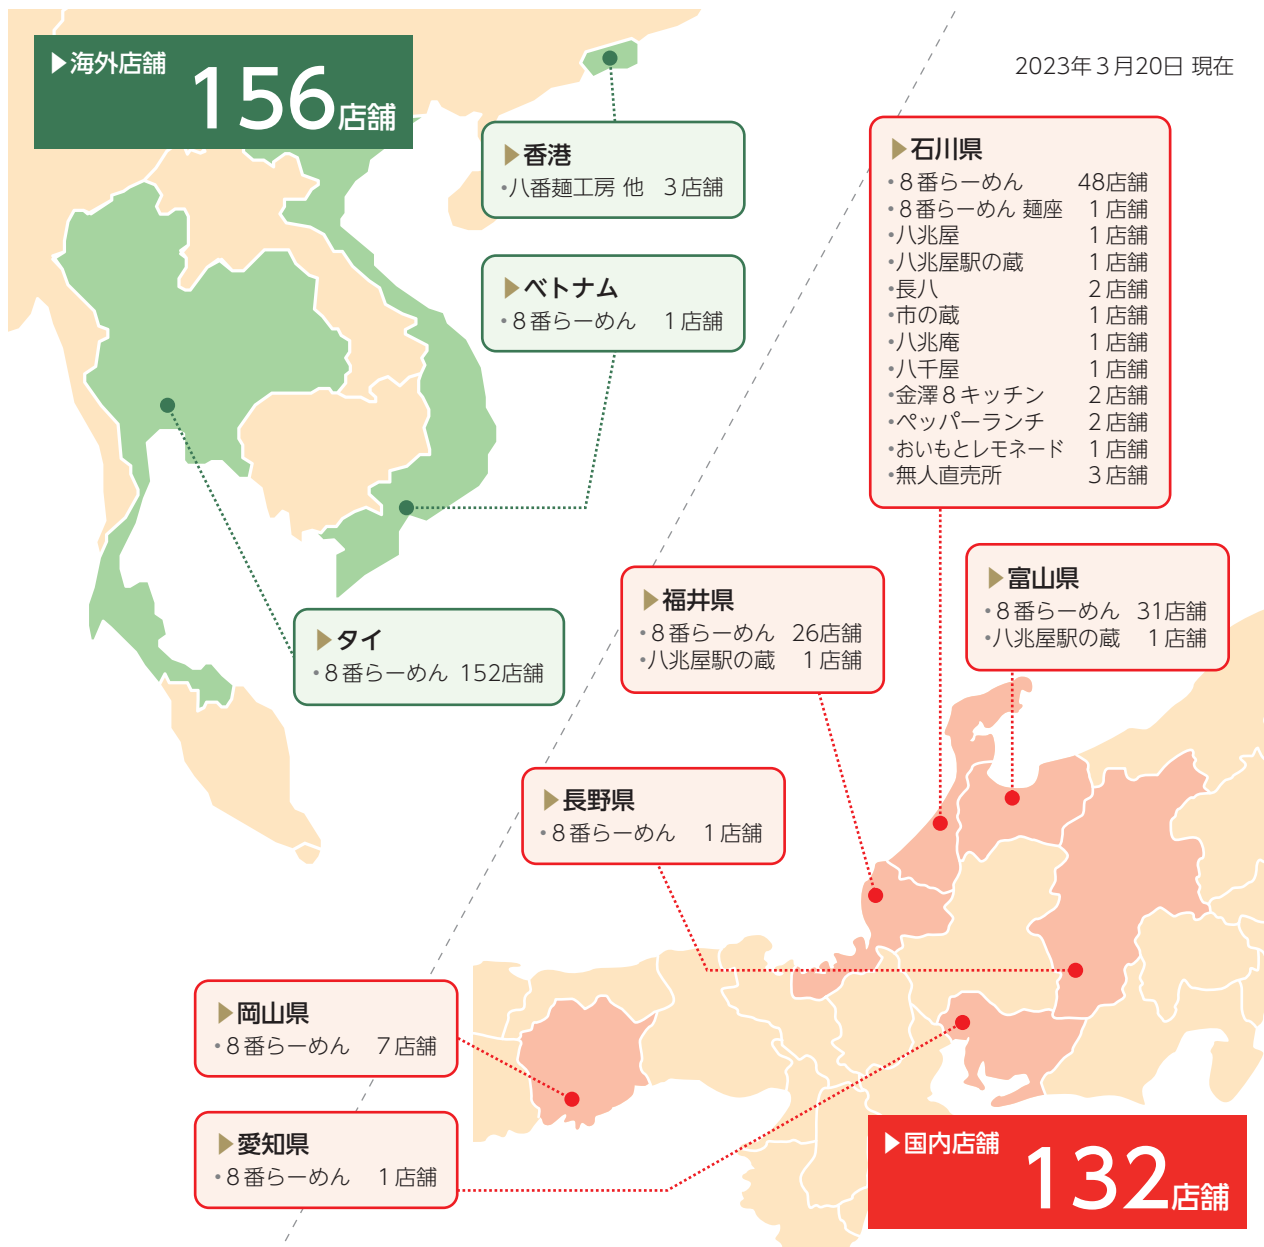 ▶海外店舗
156店舗
2023年3月20日 現在
▶香港
・八番麺工房 他 3店舗
▶ベトナム
・8番らーめん 1店舗
▶タイ
・8番らーめん 152店舗
▶石川県
・8番らーめん 48店舗
・8番らーめん 麺座 1店舗
・八兆屋 1店舗
・八兆屋駅の蔵 1店舗
・長八 2店舗
・市の蔵 1店舗
・八兆庵 1店舗
・八千屋 1店舗
・金澤8キッチン 2店舗
・ペッパーランチ 2店舗
・おいもとレモネード 1店舗
・無人直売所 3店舗
▶富山県
・8番らーめん 31店舗
・八兆屋駅の蔵 1店舗
▶福井県
・8番らーめん 26店舗
・八兆屋駅の蔵 1店舗
▶長野県
・8番らーめん 1店舗
▶岡山県
・8番らーめん 7店舗
▶愛知県
・8番らーめん 1店舗
▶国内店舗
132店舗